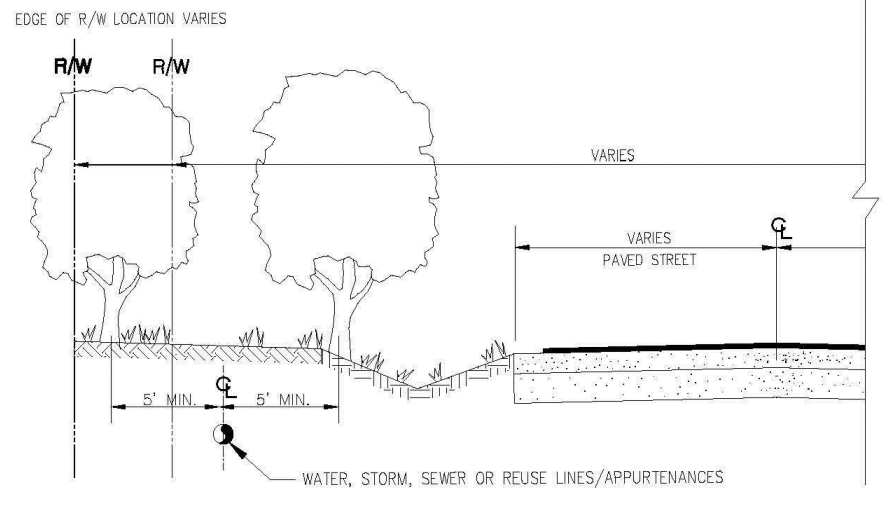 EDGE OF R/W LOCATION VARIES
R/W R/W
VARIES
℄
VARIES
PAVED STREET
℄
5' MIN. 5' MIN.
WATER, STORM, SEWER OR REUSE LINES/APPURTENANCES